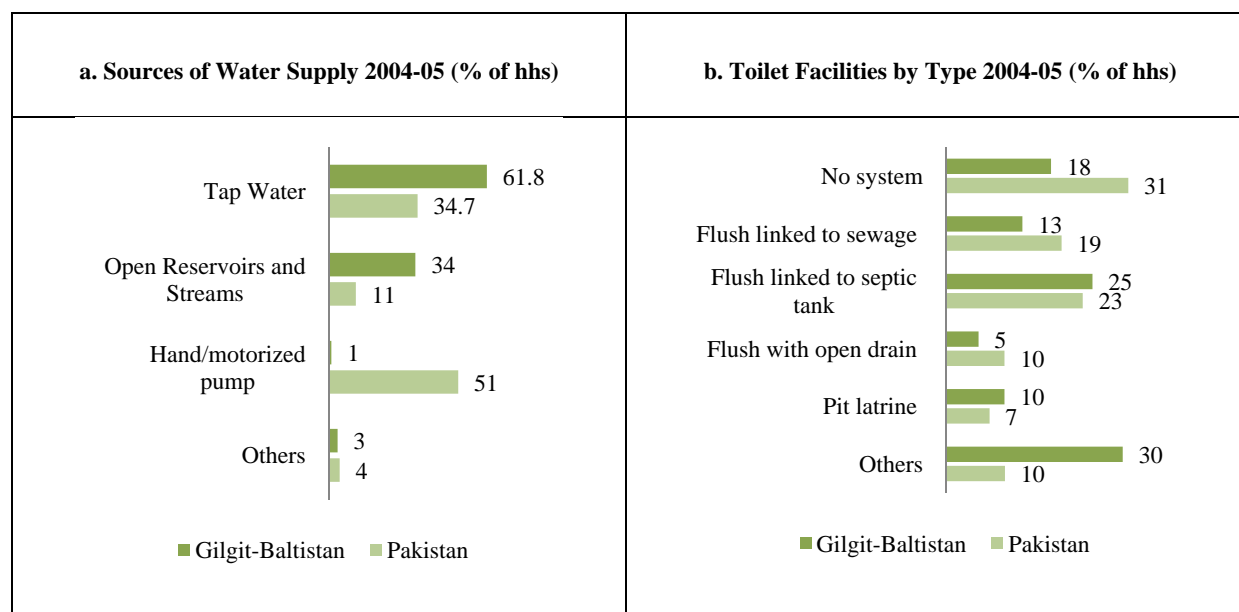 a. Sources of Water Supply 2004-05 (% of hhs)
Tap Water
61.8
34.7
Open Reservoirs and
Streams
34
11
Hand/motorized
pump
1
51
Others
3
4
Gilgit-Baltistan
Pakistan
b. Toilet Facilities by Type 2004-05 (% of hhs)
No system
18
31
Flush linked to sewage
13
19
Flush linked to septic
tank
25
23
Flush with open drain
5
10
Pit latrine
10
7
Others
30
10
Gilgit-Baltistan
Pakistan